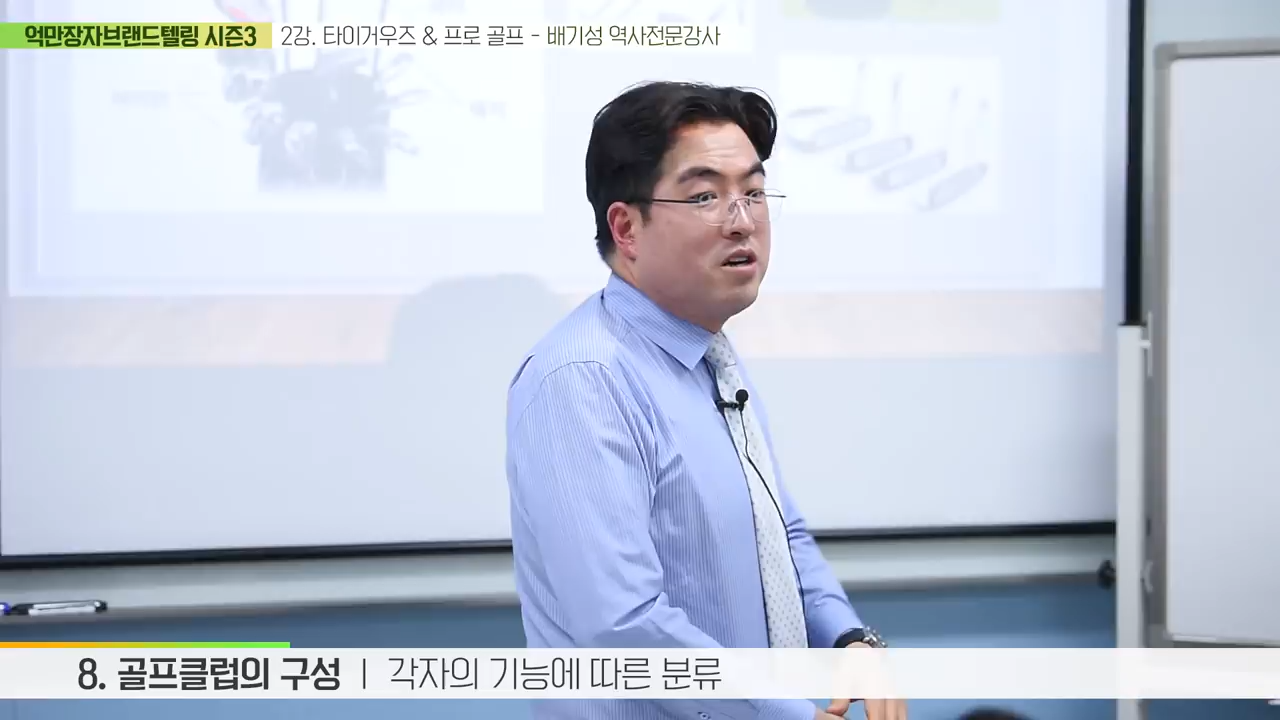 억만장자브랜드텔링 시즌3 2강. 타이거우즈 & 프로 골프 - 배기성 역사전문강사
8. 골프클럽의 구성 | 각자의 기능에 따른 분류